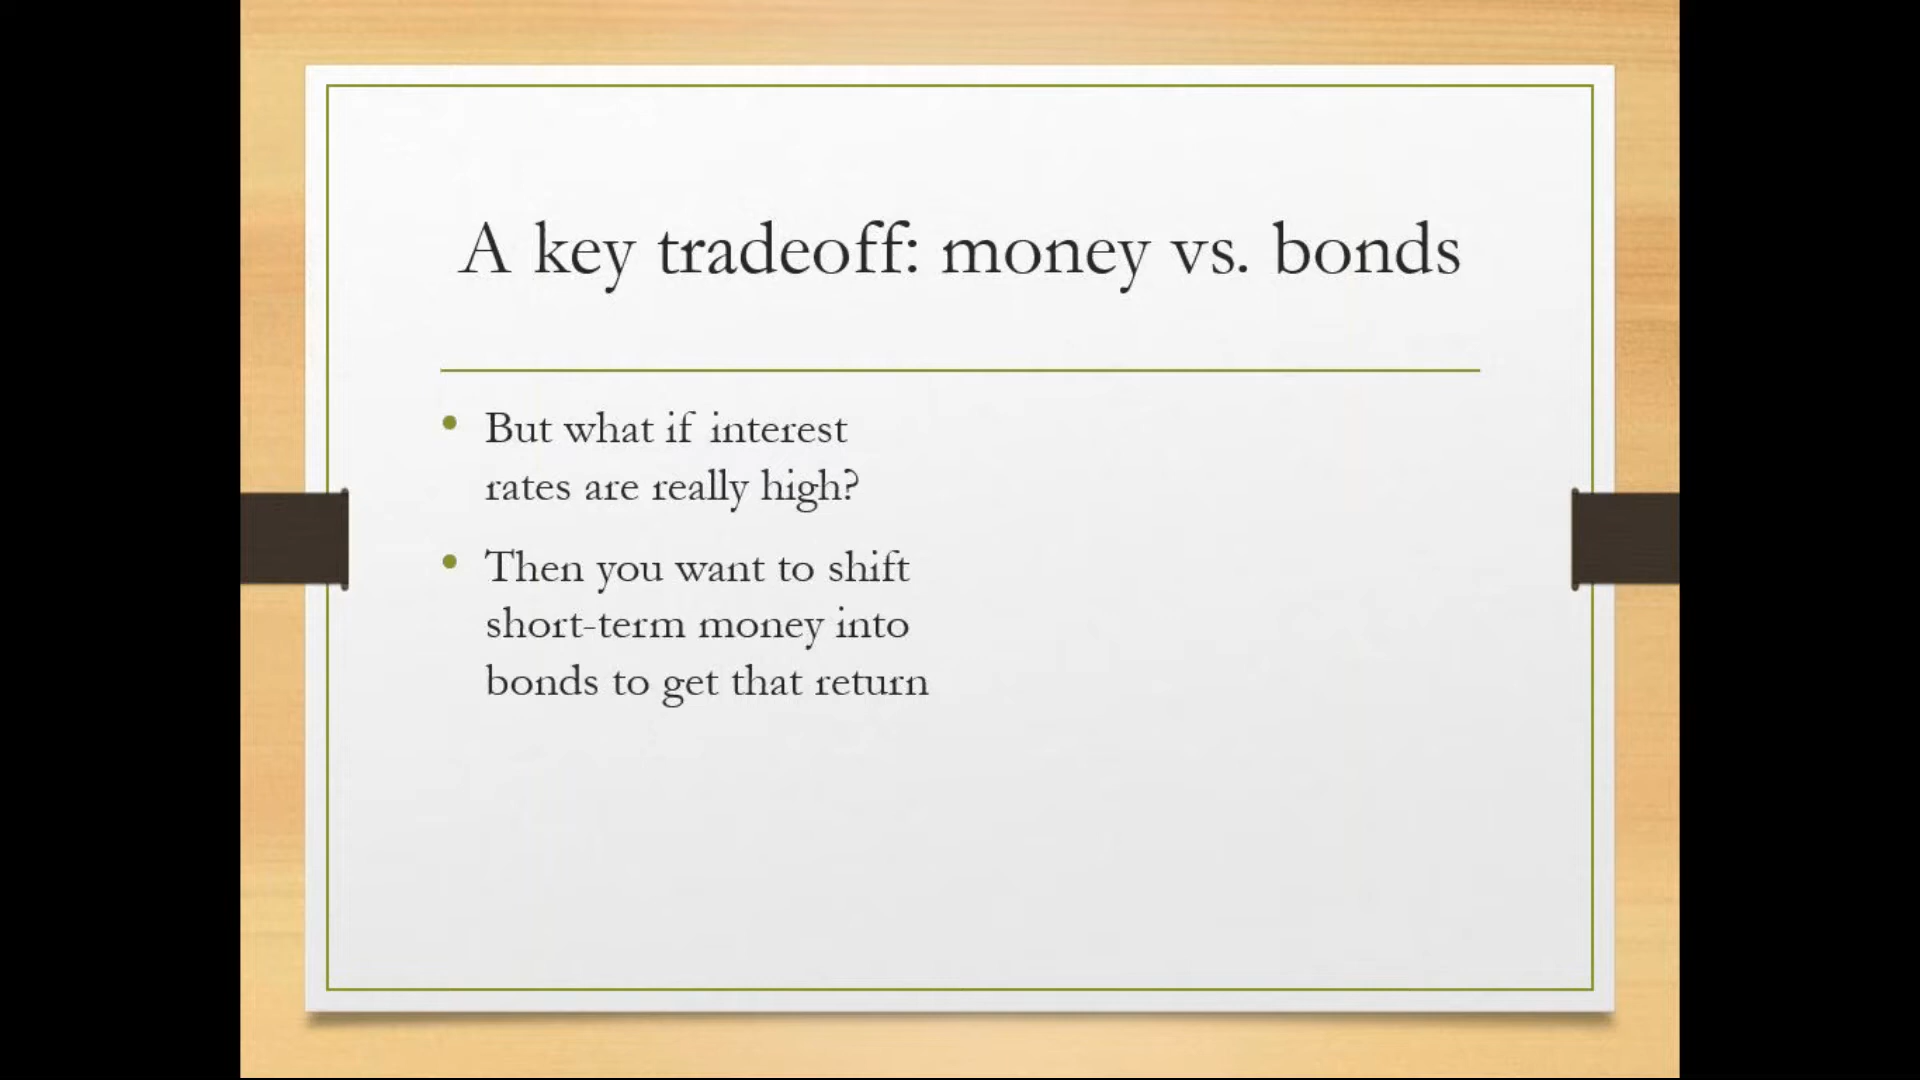 A key tradeoff: money vs. bonds
• But what if interest
rates are really high?
• Then you want to shift
short-term money into
bonds to get that return